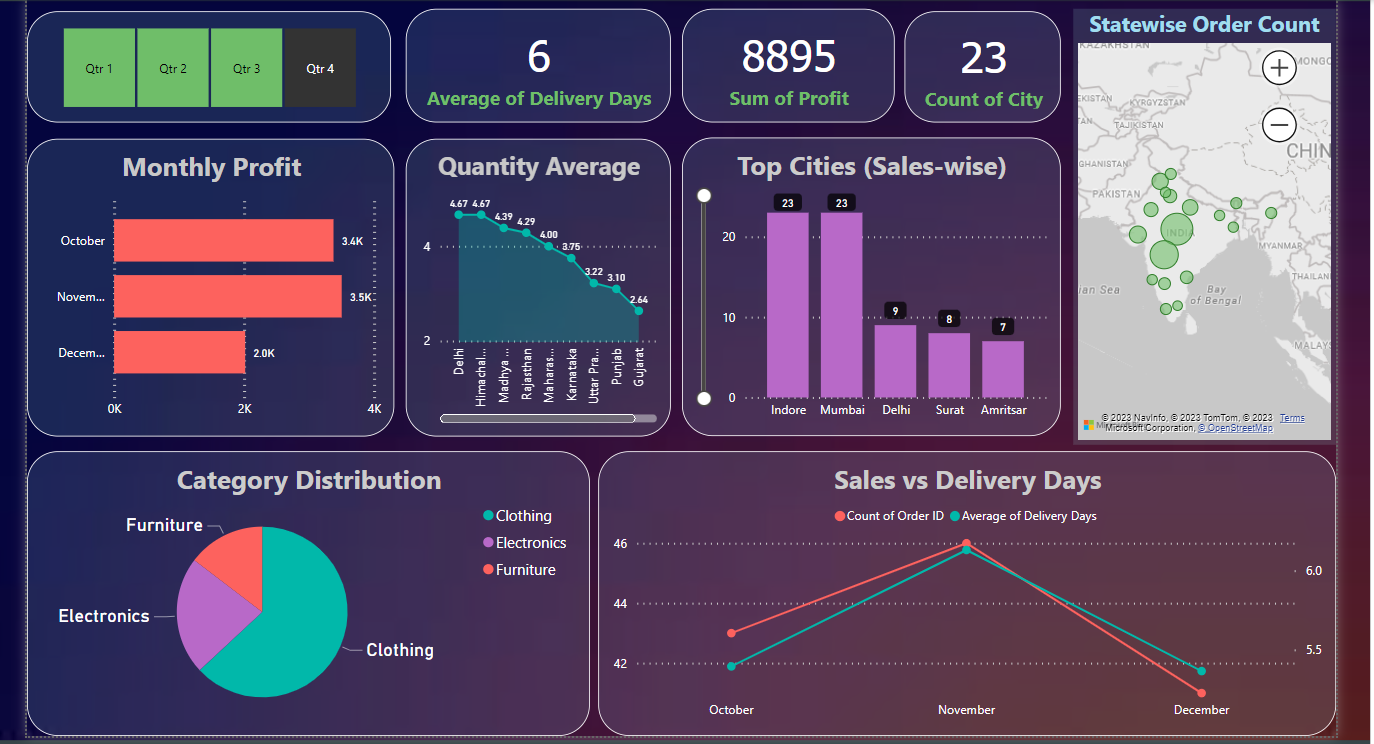 Qtr 1
Qtr 2
Qtr 3
Qtr 4
6
Average of Delivery Days
8895
Sum of Profit
23
Count of City
Statewise Order Count
KAZAKHSTAN
MONGO
EKISTAN
KYRGYZSTAN
TAJIKISTAN
CHIN
GHANISTAN
PAKISTAN
INDIA
MYANMAR
THAILAN
ian Sea
Bay
of Bengal
MALAY
© 2023 NavInfo, © 2023 TomTom, © 2023 Terms
Microsoft Corporation, © OpenStreetMap
Monthly Profit
October
3.4K
Novem...
3.5K
Decem...
2.0K
0K
2K
4K
Quantity Average
4.67
4.67
4.39
4.29
4.00
3.75
3.22
3.10
2.64
4
2
Delhi
Himachal...
Madhya ...
Rajasthan
Maharas...
Karnataka
Uttar Pra...
Punjab
Gujarat
Top Cities (Sales-wise)
23
23
9
8
7
20
10
0
Indore
Mumbai
Delhi
Surat
Amritsar
Category Distribution
Furniture
Electronics
Clothing
Clothing
Electronics
Furniture
Sales vs Delivery Days
Count of Order ID
Average of Delivery Days
46
44
42
6.0
5.5
October
November
December